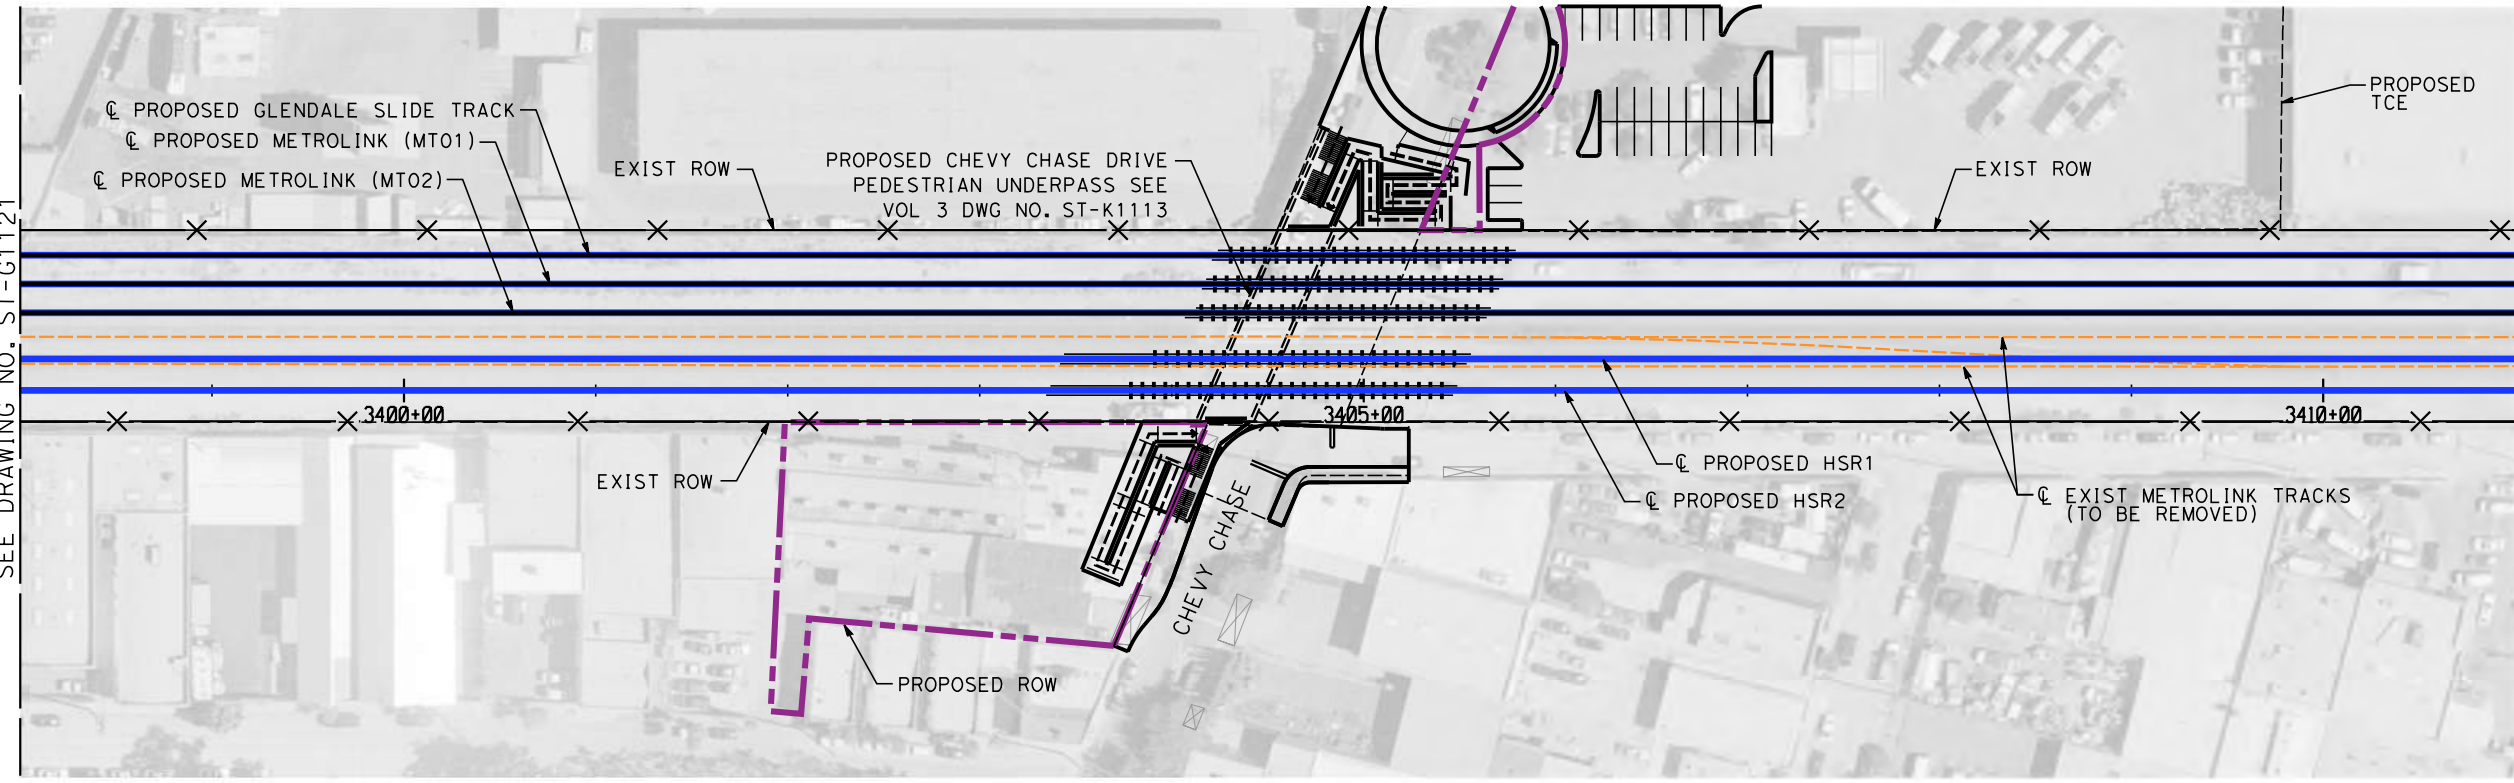 ℄ PROPOSED GLENDALE SLIDE TRACK
℄ PROPOSED METROLINK (MT01)
℄ PROPOSED METROLINK (MT02)
EXIST ROW
PROPOSED CHEVY CHASE DRIVE
PEDESTRIAN UNDERPASS SEE
VOL 3 DWG NO. ST-K1113
PROPOSED
TCE
EXIST ROW
SEE DRAWING NO. ST-G1121
3400+00
3405+00
3410+00
EXIST ROW
℄ PROPOSED HSR1
℄ PROPOSED HSR2
℄ EXIST METROLINK TRACKS
(TO BE REMOVED)
CHEVY CHASE
PROPOSED ROW